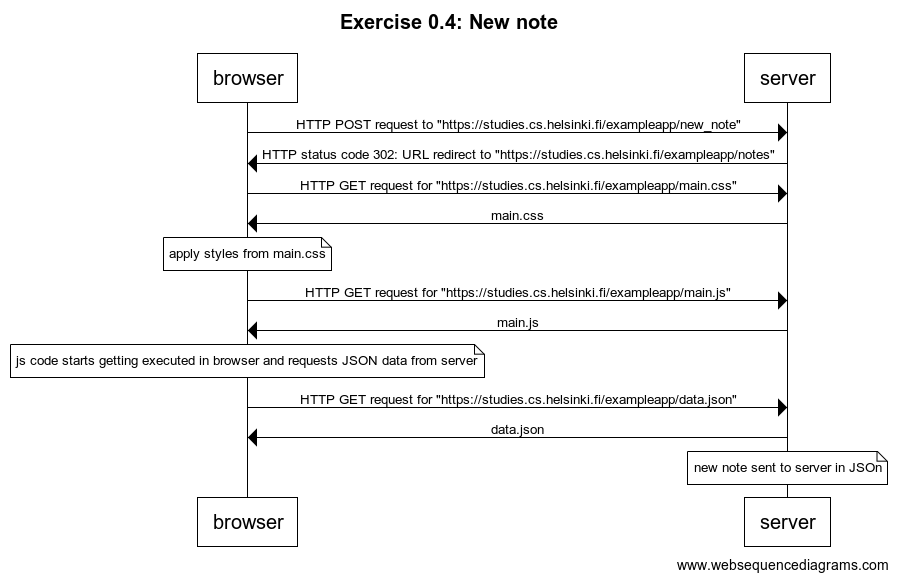 Exercise 0.4: New note
browser
server
HTTP POST request to "https://studies.cs.helsinki.fi/exampleapp/new_note"
HTTP status code 302: URL redirect to "https://studies.cs.helsinki.fi/exampleapp/notes"
HTTP GET request for "https://studies.cs.helsinki.fi/exampleapp/main.css"
main.css
apply styles from main.css
HTTP GET request for "https://studies.cs.helsinki.fi/exampleapp/main.js"
main.js
js code starts getting executed in browser and requests JSON data from server
HTTP GET request for "https://studies.cs.helsinki.fi/exampleapp/data.json"
data.json
new note sent to server in JSOn
browser
server
www.websequencediagrams.com